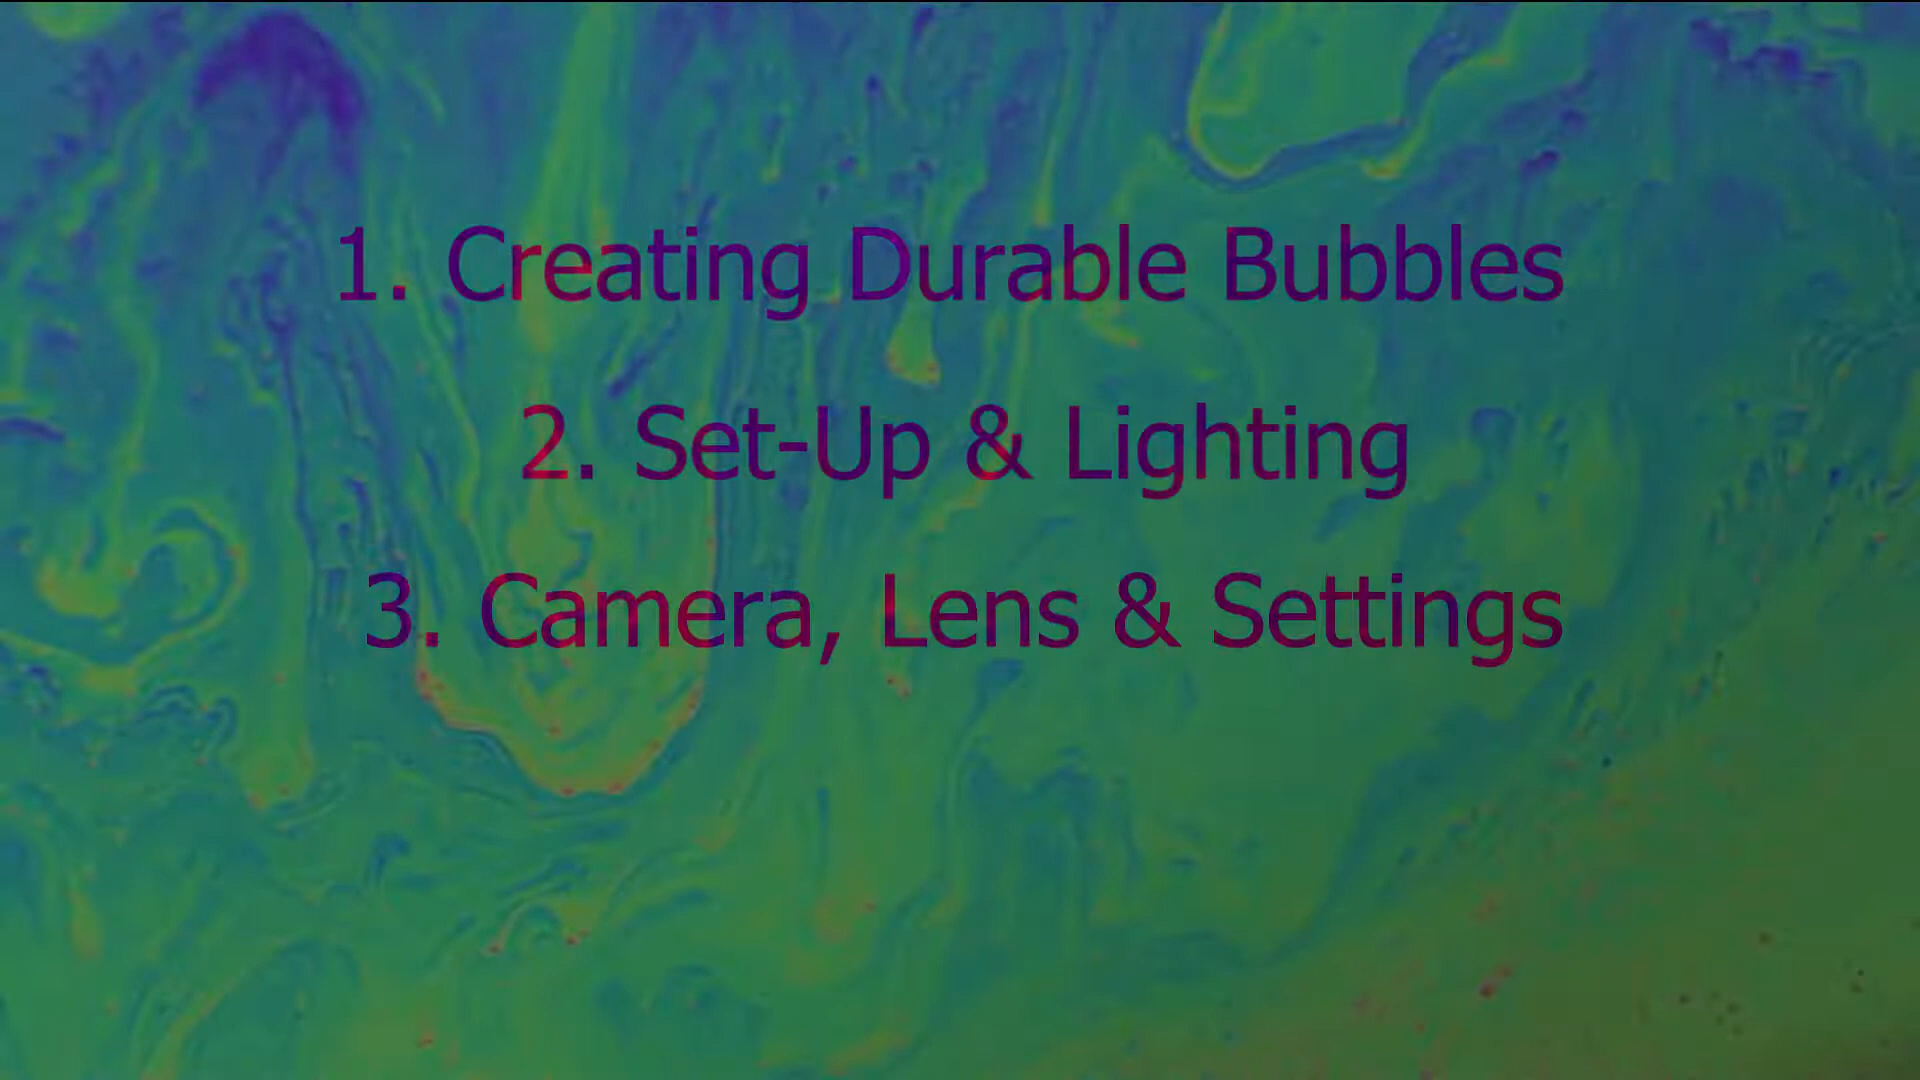 1. Creating Durable Bubbles
2. Set-Up & Lighting
3. Camera, Lens & Settings